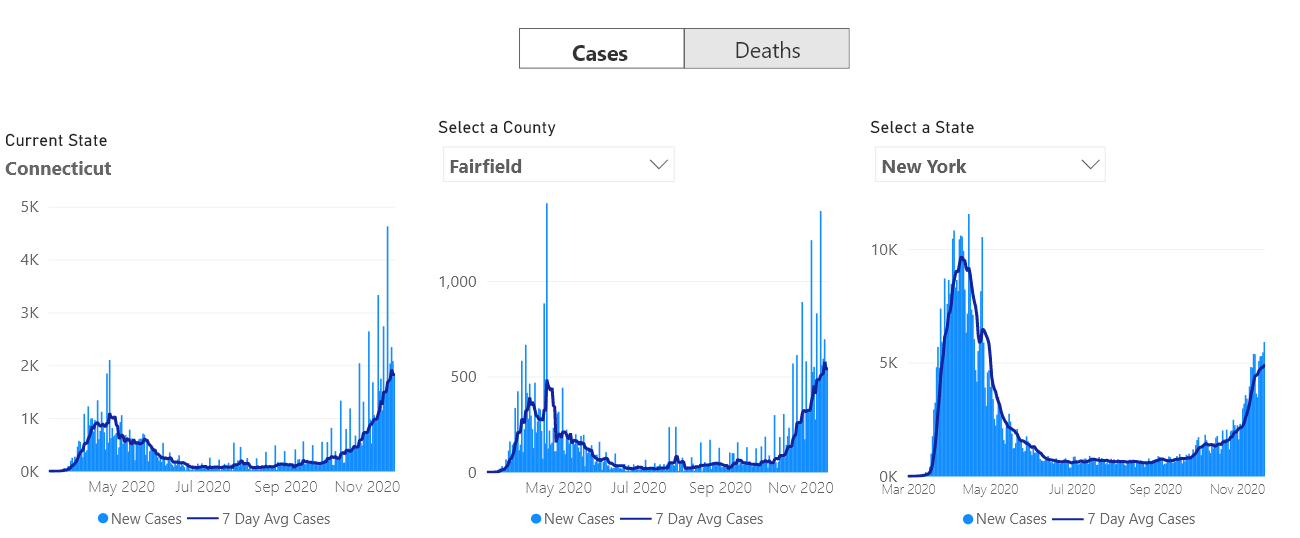 Cases
Deaths
Current State
Connecticut
5K
4K
3K
2K
1K
0K
May 2020
Jul 2020
Sep 2020
Nov 2020
New Cases
7 Day Avg Cases
Select a County
Fairfield
1,000
500
0
May 2020
Jul 2020
Sep 2020
Nov 2020
New Cases
7 Day Avg Cases
Select a State
New York
10K
5K
0K
Mar 2020
May 2020
Jul 2020
Sep 2020
Nov 2020
New Cases
7 Day Avg Cases